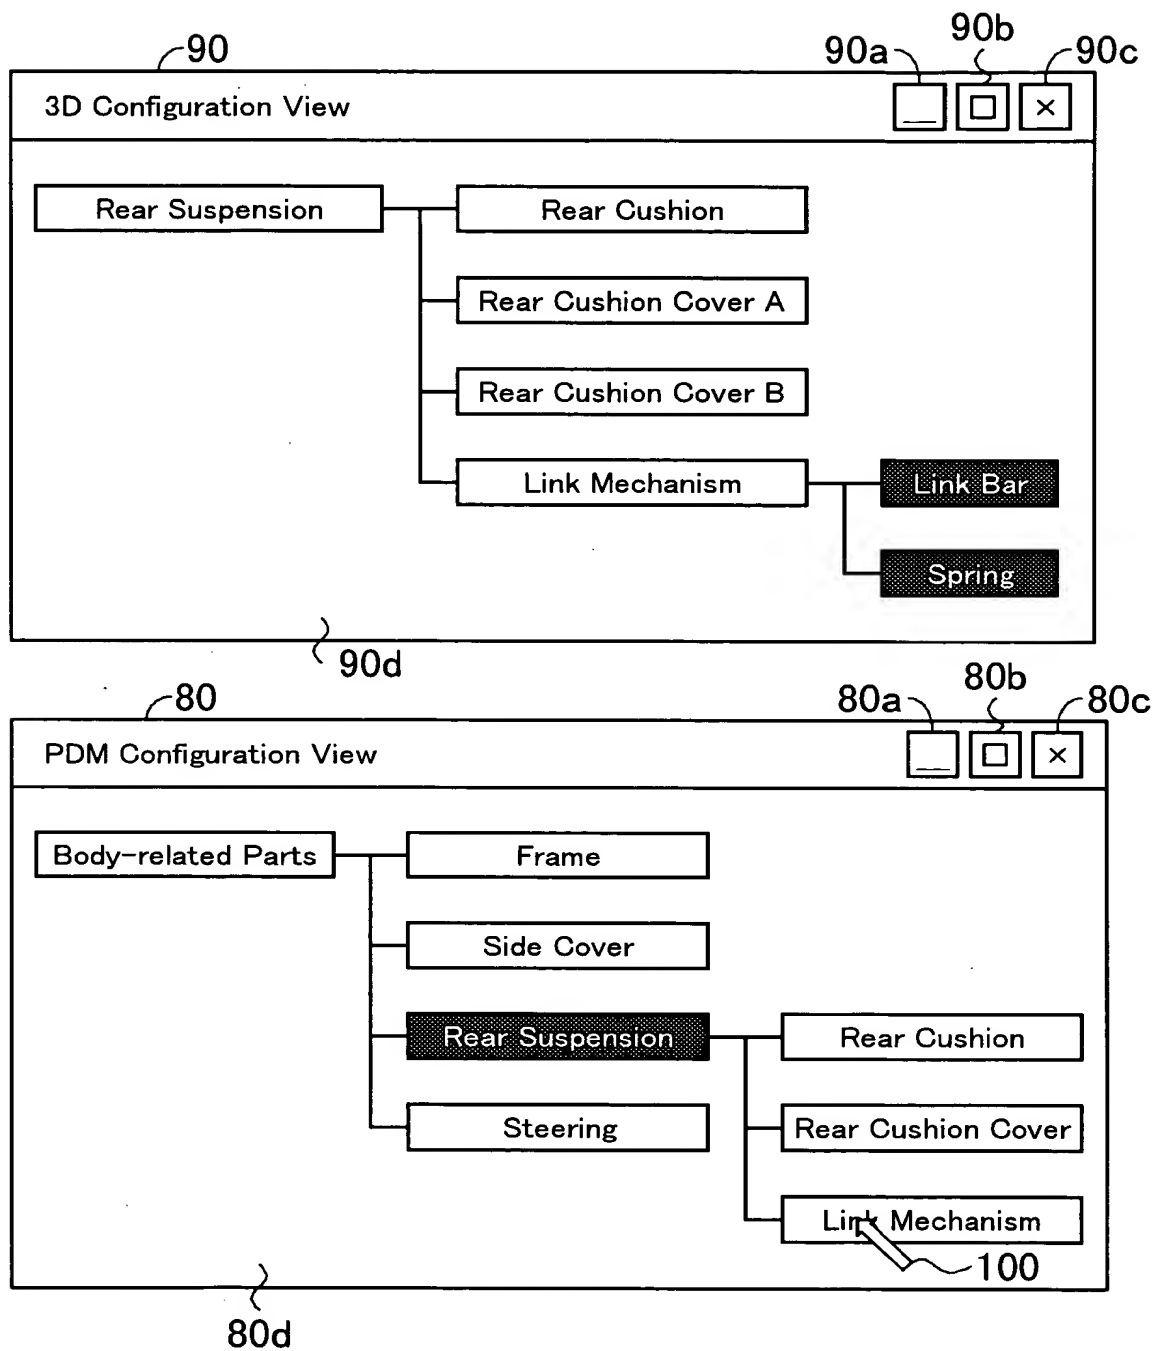 90
90a
90b
90c
3D Configuration View
Rear Suspension
Rear Cushion
Rear Cushion Cover A
Rear Cushion Cover B
Link Mechanism
Link Bar
Spring
90d
80
80a
80b
80c
PDM Configuration View
Body-related Parts
Frame
Side Cover
Rear Suspension
Rear Cushion
Steering
Rear Cushion Cover
Link Mechanism
100
80d